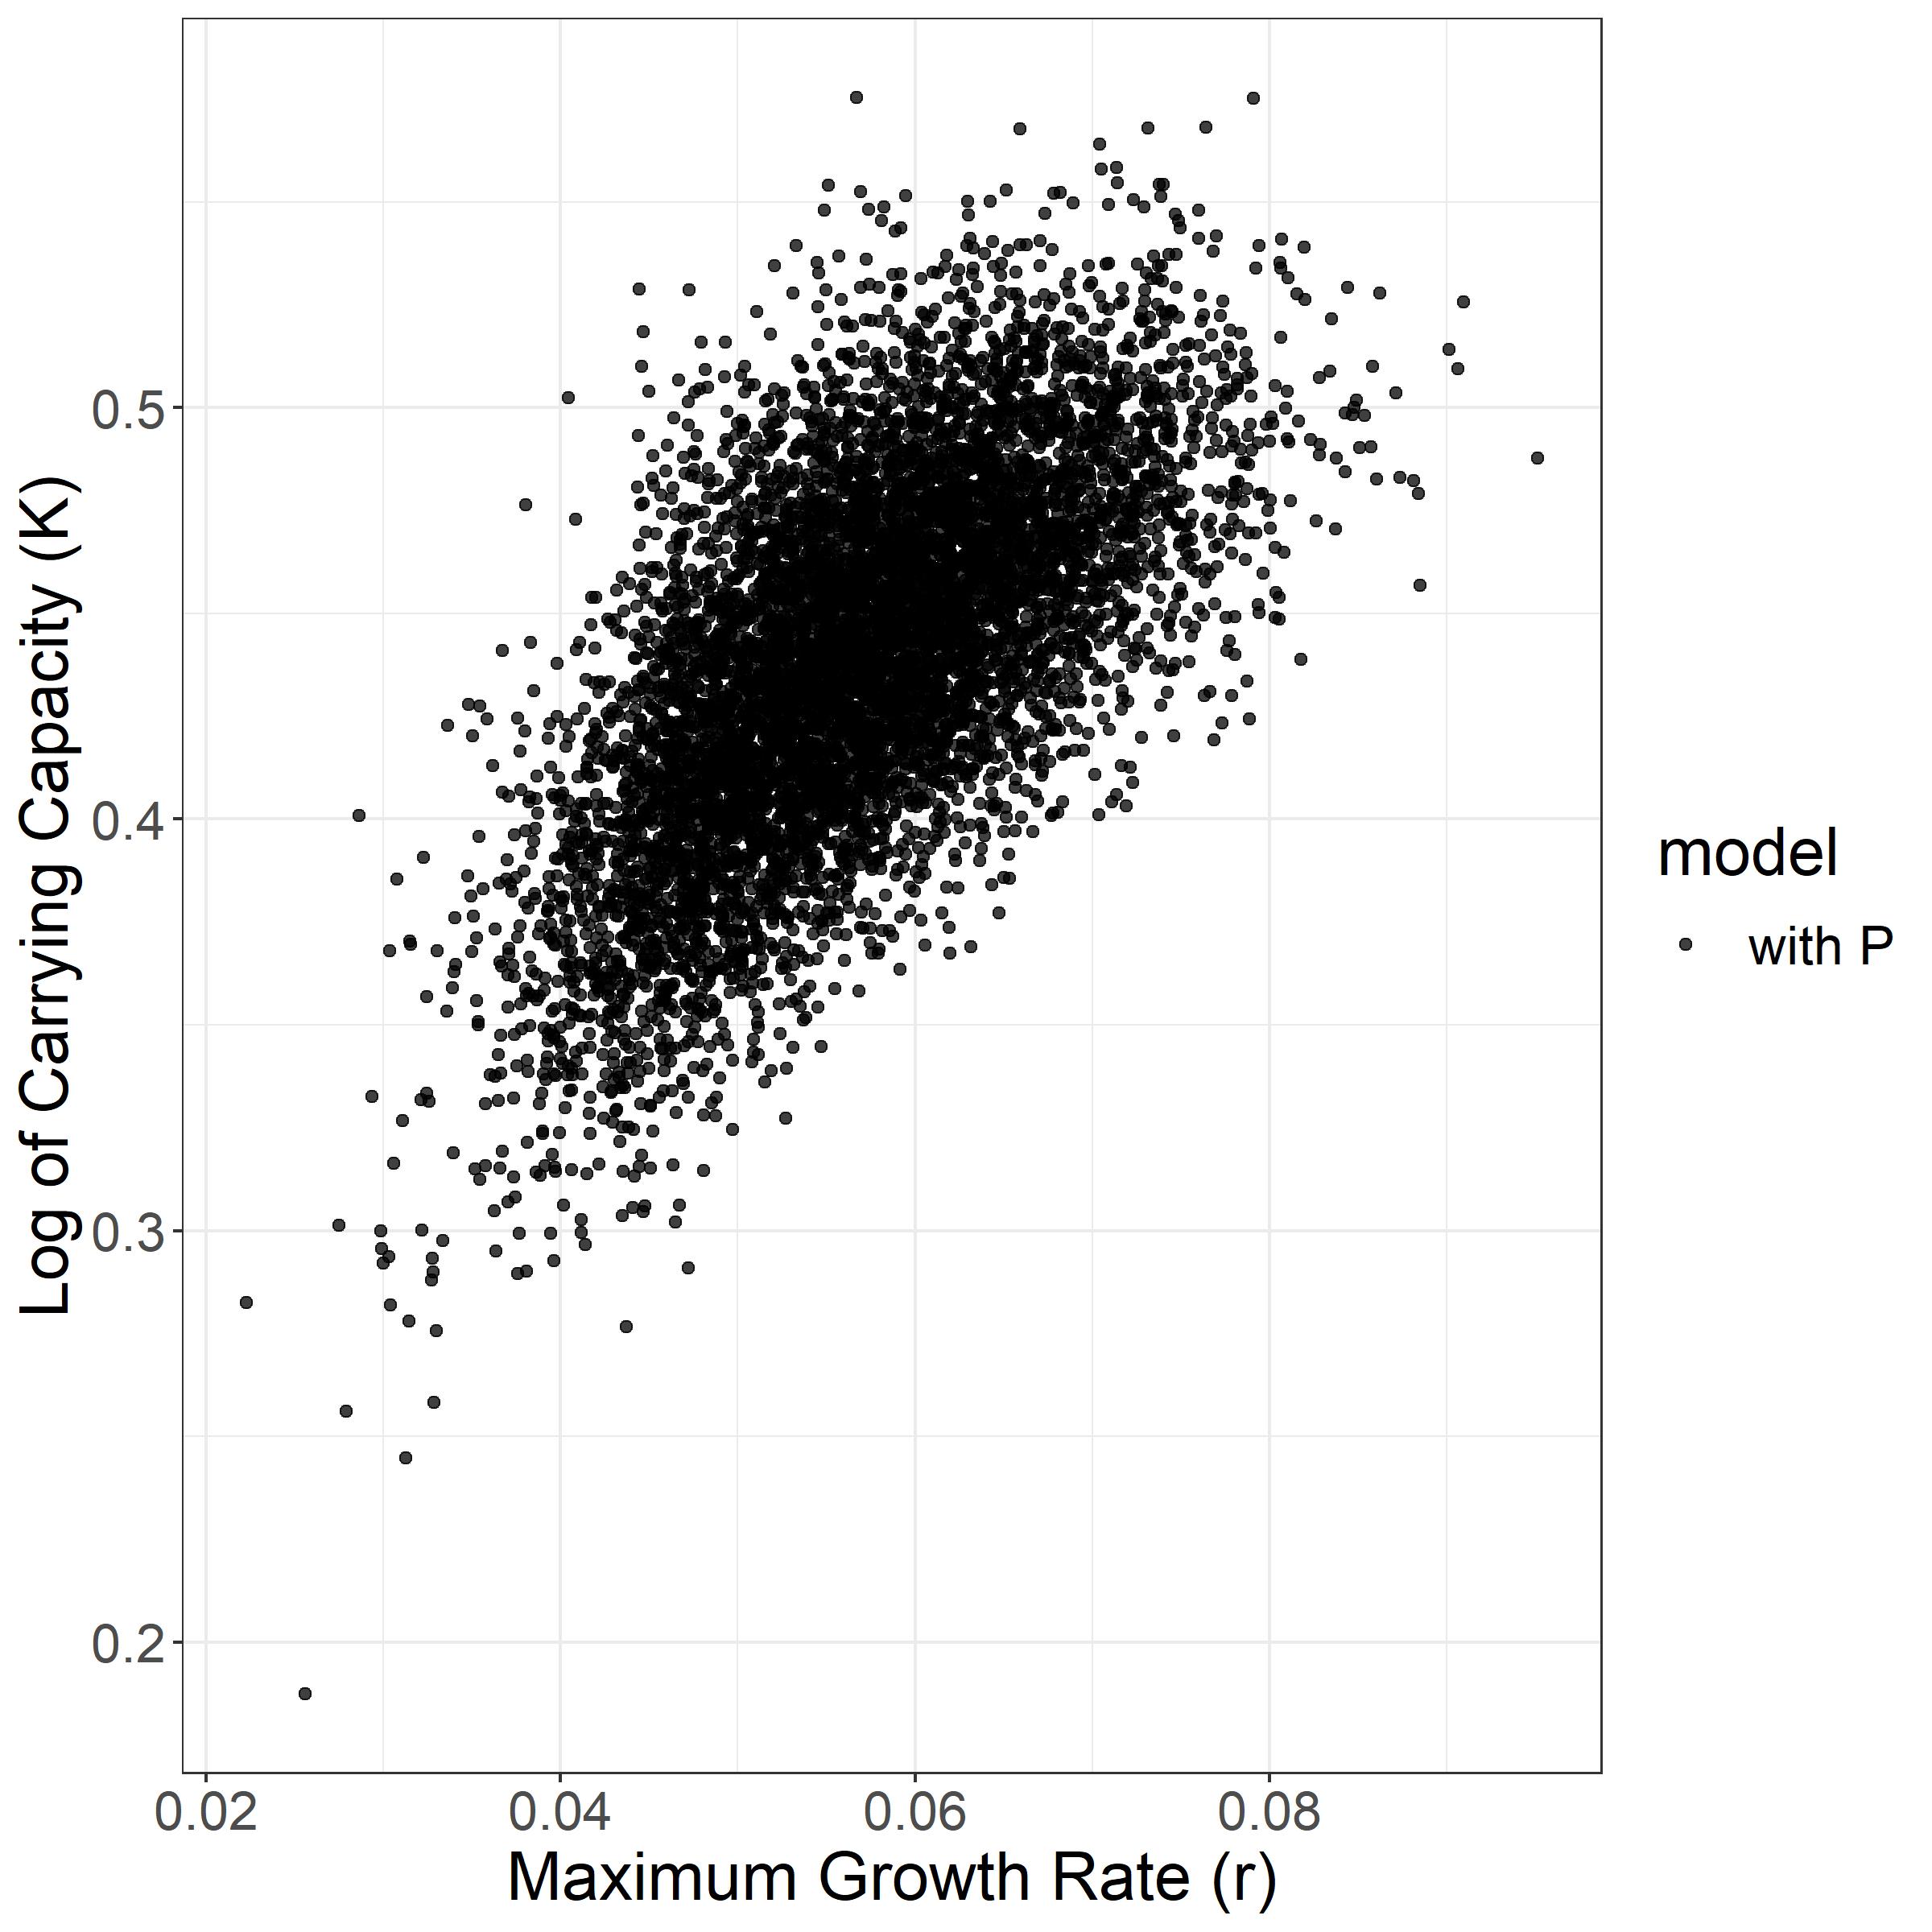 Log of Carrying Capacity (K)
0.5
0.4
0.3
0.2
0.02 0.04 0.06 0.08
Maximum Growth Rate (r)
model
with P